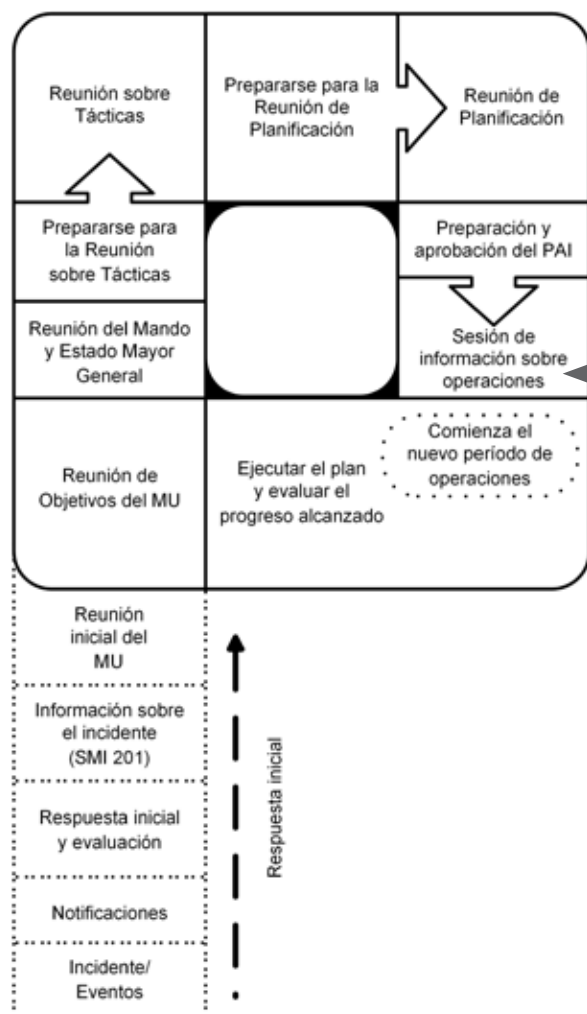 Reunión sobre
Tácticas
Prepararse para la
Reunión de
Planificación
Reunión de
Planificación
Prepararse para
la Reunión
sobre Tácticas
Preparación y
aprobación del PAI
Reunión del Mando
y Estado Mayor
General
Sesión de
información sobre
operaciones
Reunión de
Objetivos del MU
Ejecutar el plan
y evaluar el
progreso alcanzado
Comienza el
nuevo período de
operaciones
Reunión
inicial del
MU
Información sobre
el incidente
(SMI 201)
Respuesta inicial
y evaluación
Notificaciones
Incidente/
Eventos
Respuesta inicial